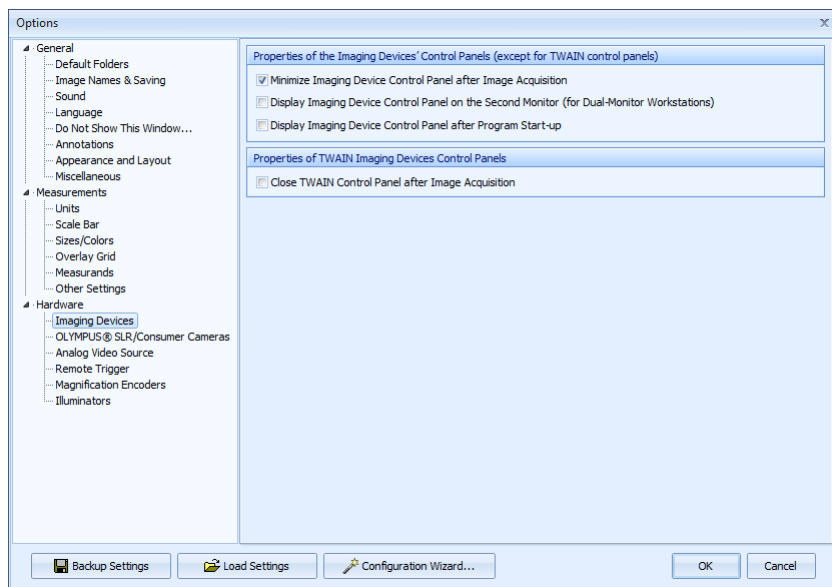 Options
General
Default Folders
Image Names & Saving
Sound
Language
Do Not Show This Window...
Annotations
Appearance and Layout
Miscellaneous
Measurements
Units
Scale Bar
Sizes/Colors
Overlay Grid
Measurands
Other Settings
Hardware
Imaging Devices
OLYMPUS® SLR/Consumer Cameras
Analog Video Source
Remote Trigger
Magnification Encoders
Illuminators
Properties of the Imaging Devices' Control Panels (except for TWAIN control panels)
Minimize Imaging Device Control Panel after Image Acquisition
Display Imaging Device Control Panel on the Second Monitor (for Dual-Monitor Workstations)
Display Imaging Device Control Panel after Program Start-up
Properties of TWAIN Imaging Devices Control Panels
Close TWAIN Control Panel after Image Acquisition
Backup Settings
Load Settings
Configuration Wizard...
OK
Cancel